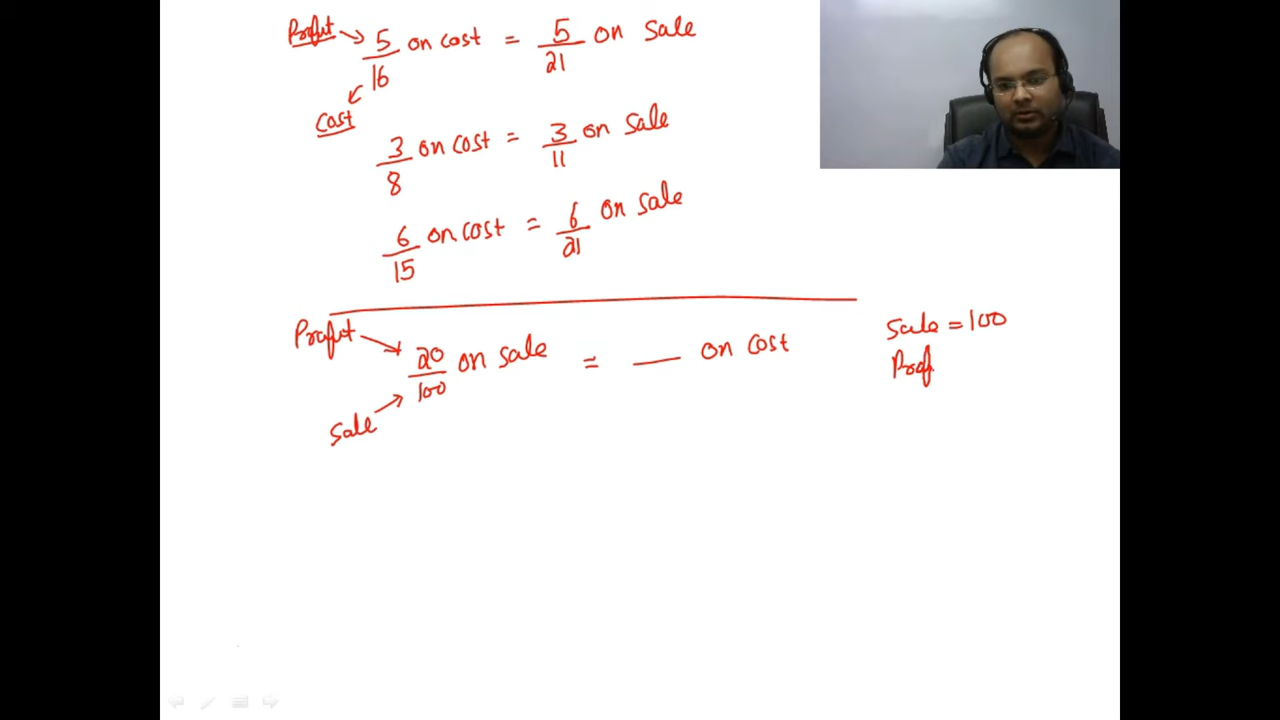 Profit → 5/16 on cost = 5/21 on sale
Cost
3/8 on cost = 3/11 on sale
6/15 on cost = 6/21 on sale
Profit
20/100 on sale = __ on cost
Sale
Sale = 100
Prof